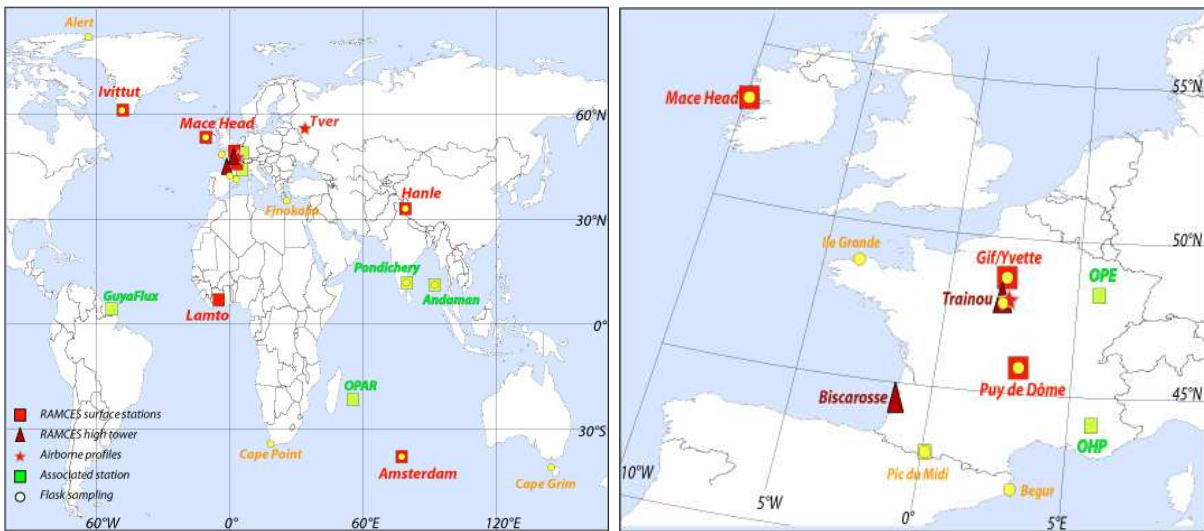 Alert
Ivittut
Mace Head
Tver
60°N
Hanle
Finokalia
30°N
Pondichery
Andaman
GuyaFlux
Lamto
0°
OPAR
RAMCES surface stations
RAMCES high tower
Airborne profiles
Associated station
Flask sampling
30°S
Cape Point
Amsterdam
Cape Grim
60°W
0°
60°E
120°E
55°N
Mace Head
50°N
Ile Grande
Gif/Yvette
OPE
Trainou
45°N
Puy de Dôme
Biscarosse
OHP
Pic du Midi
Begur
10°W
5°W
0°
5°E